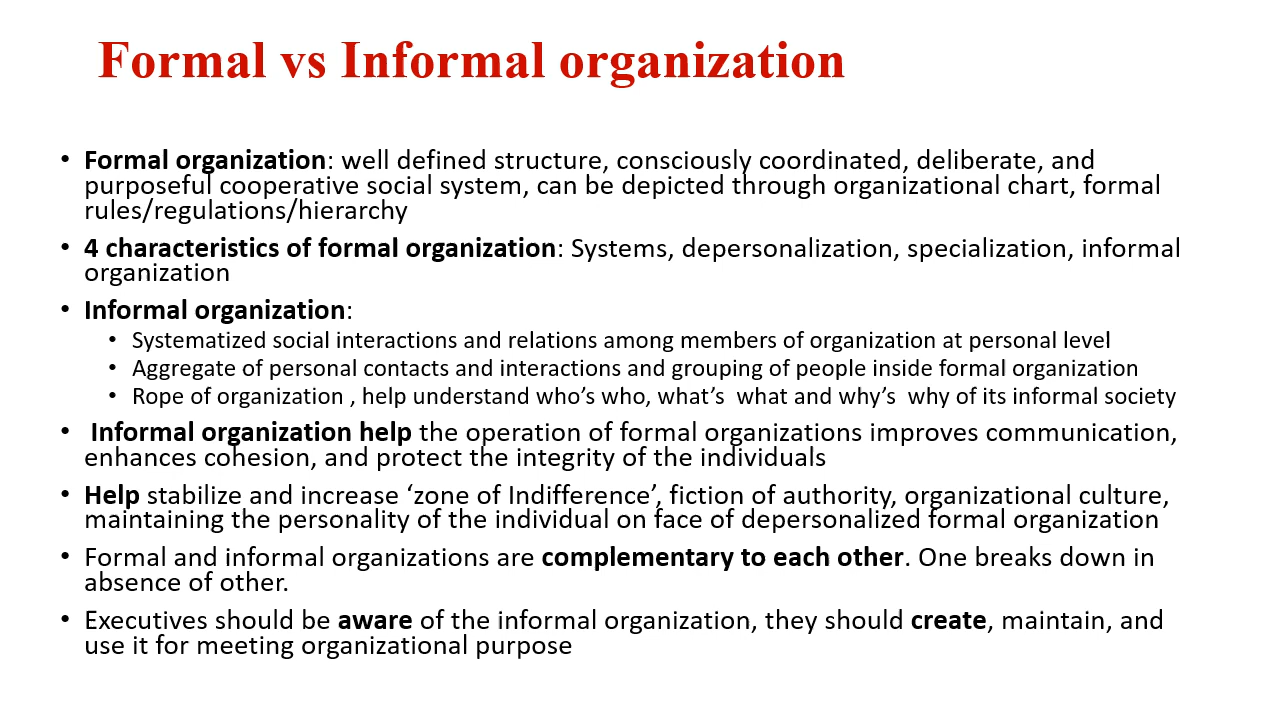 Formal vs Informal organization
• Formal organization: well defined structure, consciously coordinated, deliberate, and
purposeful cooperative social system, can be depicted through organizational chart, formal
rules/regulations/hierarchy
• 4 characteristics of formal organization: Systems, depersonalization, specialization, informal
organization
• Informal organization:
• Systematized social interactions and relations among members of organization at personal level
• Aggregate of personal contacts and interactions and grouping of people inside formal organization
• Rope of organization , help understand who’s who, what’s  what and why’s  why of its informal society
•  Informal organization help the operation of formal organizations improves communication,
enhances cohesion, and protect the integrity of the individuals
• Help stabilize and increase ‘zone of Indifference’, fiction of authority, organizational culture,
maintaining the personality of the individual on face of depersonalized formal organization
• Formal and informal organizations are complementary to each other. One breaks down in
absence of other.
• Executives should be aware of the informal organization, they should create, maintain, and
use it for meeting organizational purpose